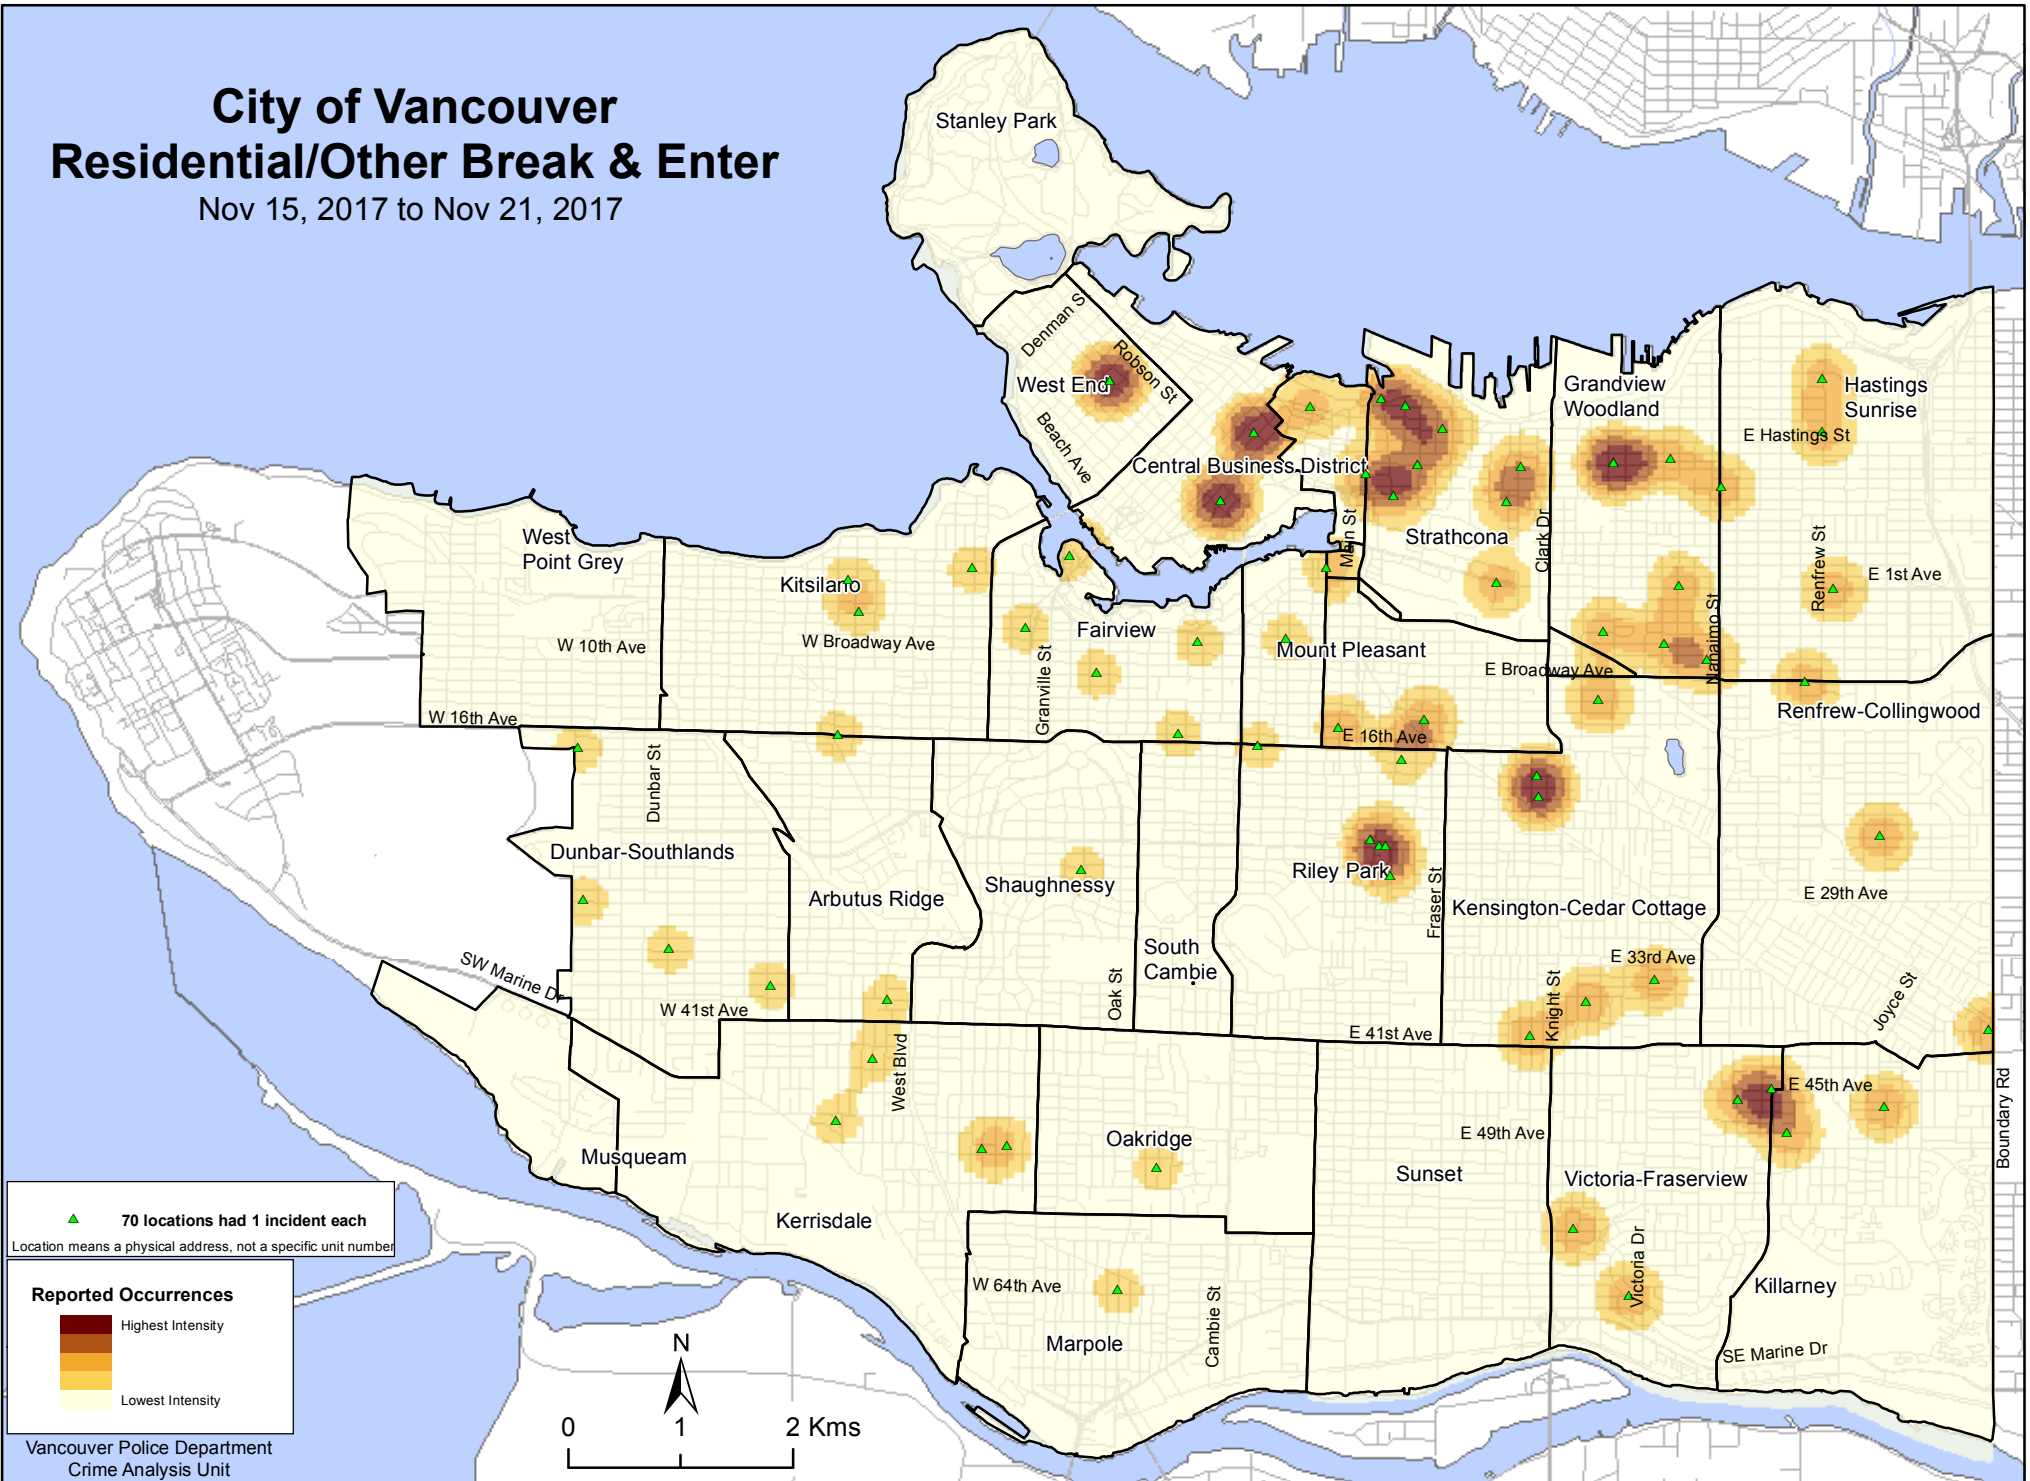 City of Vancouver
Residential/Other Break & Enter
Nov 15, 2017 to Nov 21, 2017
Stanley Park
Denman S
Robson St
West End
Beach Ave
Central Business District
Grandview
Woodland
Hastings
Sunrise
E Hastings St
Main St
Strathcona
Clark Dr
Renfrew St
E 1st Ave
Nanaimo St
West
Point Grey
Kitsilano
W Broadway Ave
W 10th Ave
W 16th Ave
Fairview
Granville St
Mount Pleasant
E Broadway Ave
E 16th Ave
Renfrew-Collingwood
Dunbar St
Dunbar-Southlands
Arbutus Ridge
Shaughnessy
South
Cambie
Oak St
Riley Park
Fraser St
Kensington-Cedar Cottage
E 29th Ave
E 33rd Ave
Knight St
Joyce St
SW Marine Dr
W 41st Ave
E 41st Ave
West Blvd
E 45th Ave
Boundary Rd
Musqueam
Kerrisdale
Oakridge
E 49th Ave
Sunset
Victoria-Fraserview
Victoria Dr
Killarney
W 64th Ave
Marpole
Cambie St
SE Marine Dr
70 locations had 1 incident each
Location means a physical address, not a specific unit number
Reported Occurrences
Highest Intensity
Lowest Intensity
Vancouver Police Department
Crime Analysis Unit
N
0 1 2 Kms